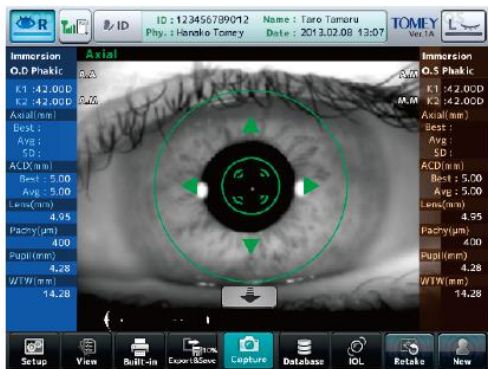 R
Tall
ID
ID : 123456789012 Name : Taro Tamaru
Phy. : Hanako Tomey Date : 2013.02.08 13:07
TOMEY
Ver.1A
L
Immersion
O.D Phakic
K1 :42.00D
K2 :42.00D
Axial(mm)
Best :
Avg :
SD :
ACD(mm)
Best : 5.00
Avg : 5.00
Lens(mm)
4.95
Pachy(µm)
400
Pupil(mm)
4.28
WTW(mm)
14.28
Axial
A.M
A.M
M.M
Immersion
O.S Phakic
K1 :42.00D
K2 :42.00D
Axial(mm)
Best :
Avg :
SD :
ACD(mm)
Best : 5.00
Avg : 5.00
Lens(mm)
4.95
Pachy(µm)
400
Pupil(mm)
4.28
WTW(mm)
14.28
Setup
View
Built-in
10%
Export&Save
Capture
Database
IOL
Retake
New